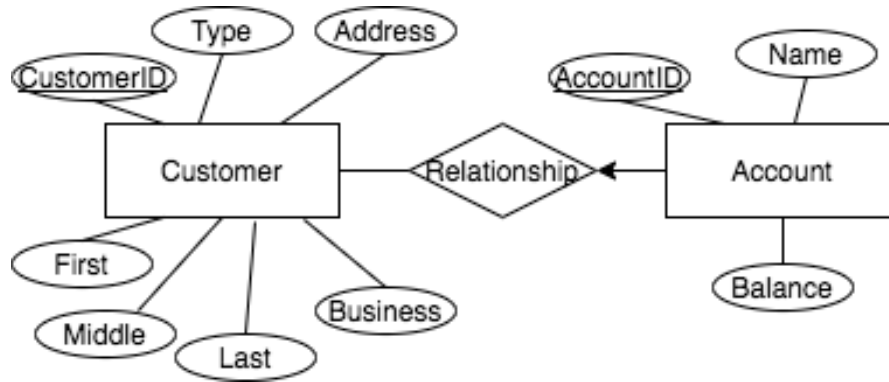 Type
Address
CustomerID
Name
AccountID
Customer
Relationship
Account
First
Business
Balance
Middle
Last